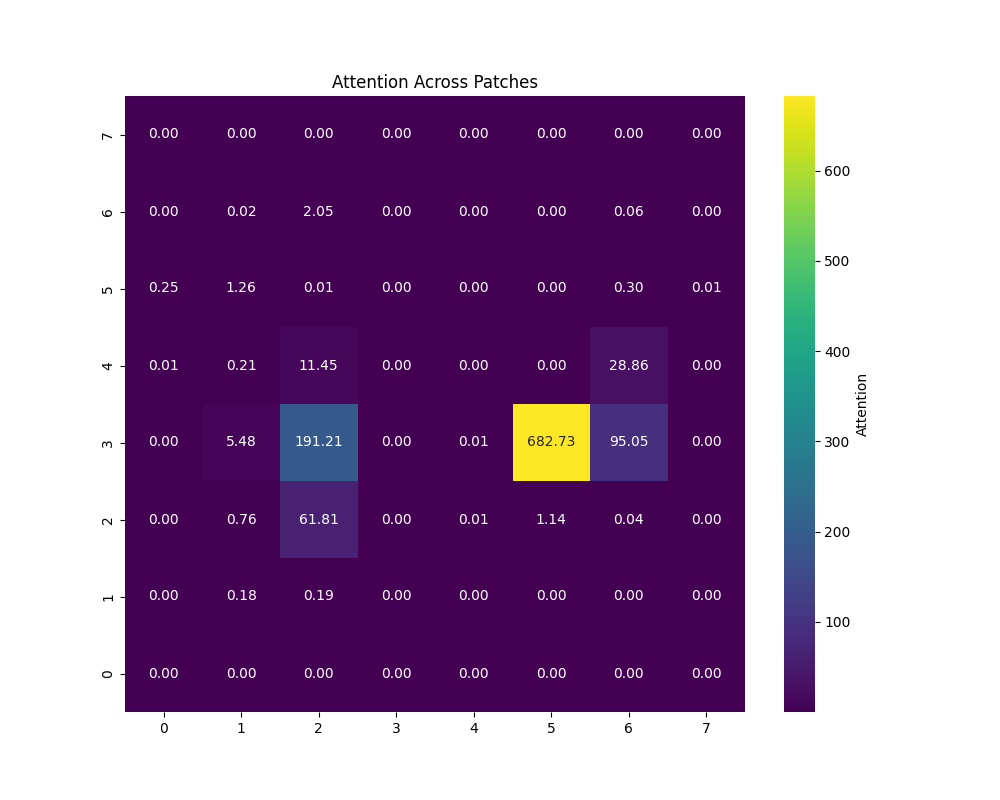 Attention Across Patches
7 0.00 0.00 0.00 0.00 0.00 0.00 0.00 0.00
6 0.00 0.02 2.05 0.00 0.00 0.00 0.06 0.00
5 0.25 1.26 0.01 0.00 0.00 0.00 0.30 0.01
4 0.01 0.21 11.45 0.00 0.00 0.00 28.86 0.00
3 0.00 5.48 191.21 0.00 0.01 682.73 95.05 0.00
2 0.00 0.76 61.81 0.00 0.01 1.14 0.04 0.00
1 0.00 0.18 0.19 0.00 0.00 0.00 0.00 0.00
0 0.00 0.00 0.00 0.00 0.00 0.00 0.00 0.00
0 1 2 3 4 5 6 7
600
500
400
300
200
100
Attention